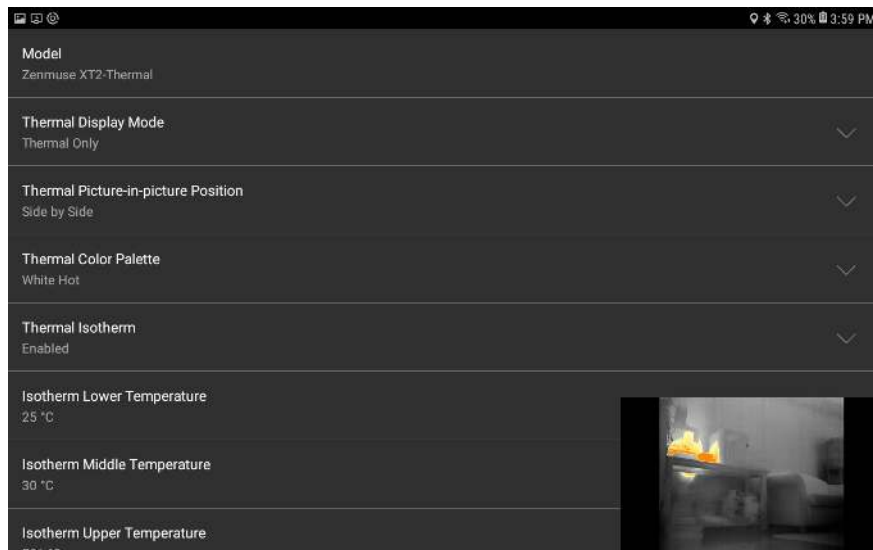 30% 3:59 PM
Model
Zenmuse XT2-Thermal
Thermal Display Mode
Thermal Only
Thermal Picture-in-picture Position
Side by Side
Thermal Color Palette
White Hot
Thermal Isotherm
Enabled
Isotherm Lower Temperature
25 °C
Isotherm Middle Temperature
30 °C
Isotherm Upper Temperature